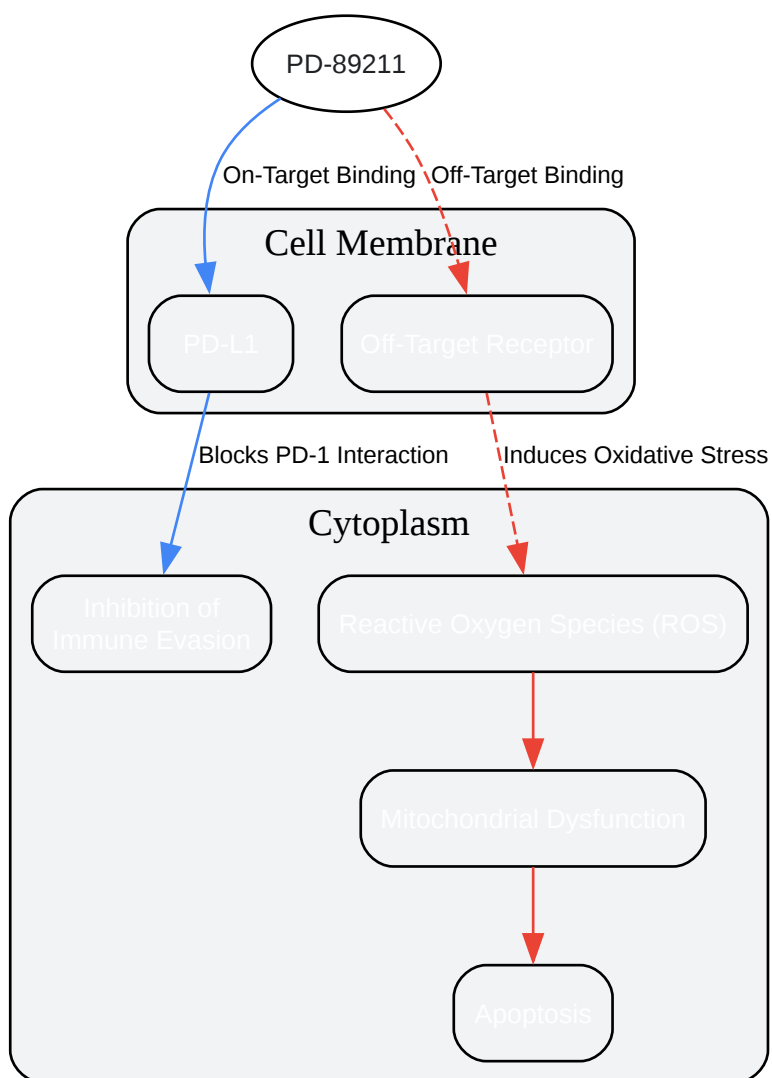 PD-89211
On-Target Binding
Off-Target Binding
Cell Membrane
PD-L1
Off-Target Receptor
Blocks PD-1 Interaction
Induces Oxidative Stress
Cytoplasm
Inhibition of
Immune Evasion
Reactive Oxygen Species (ROS)
Mitochondrial Dysfunction
Apoptosis